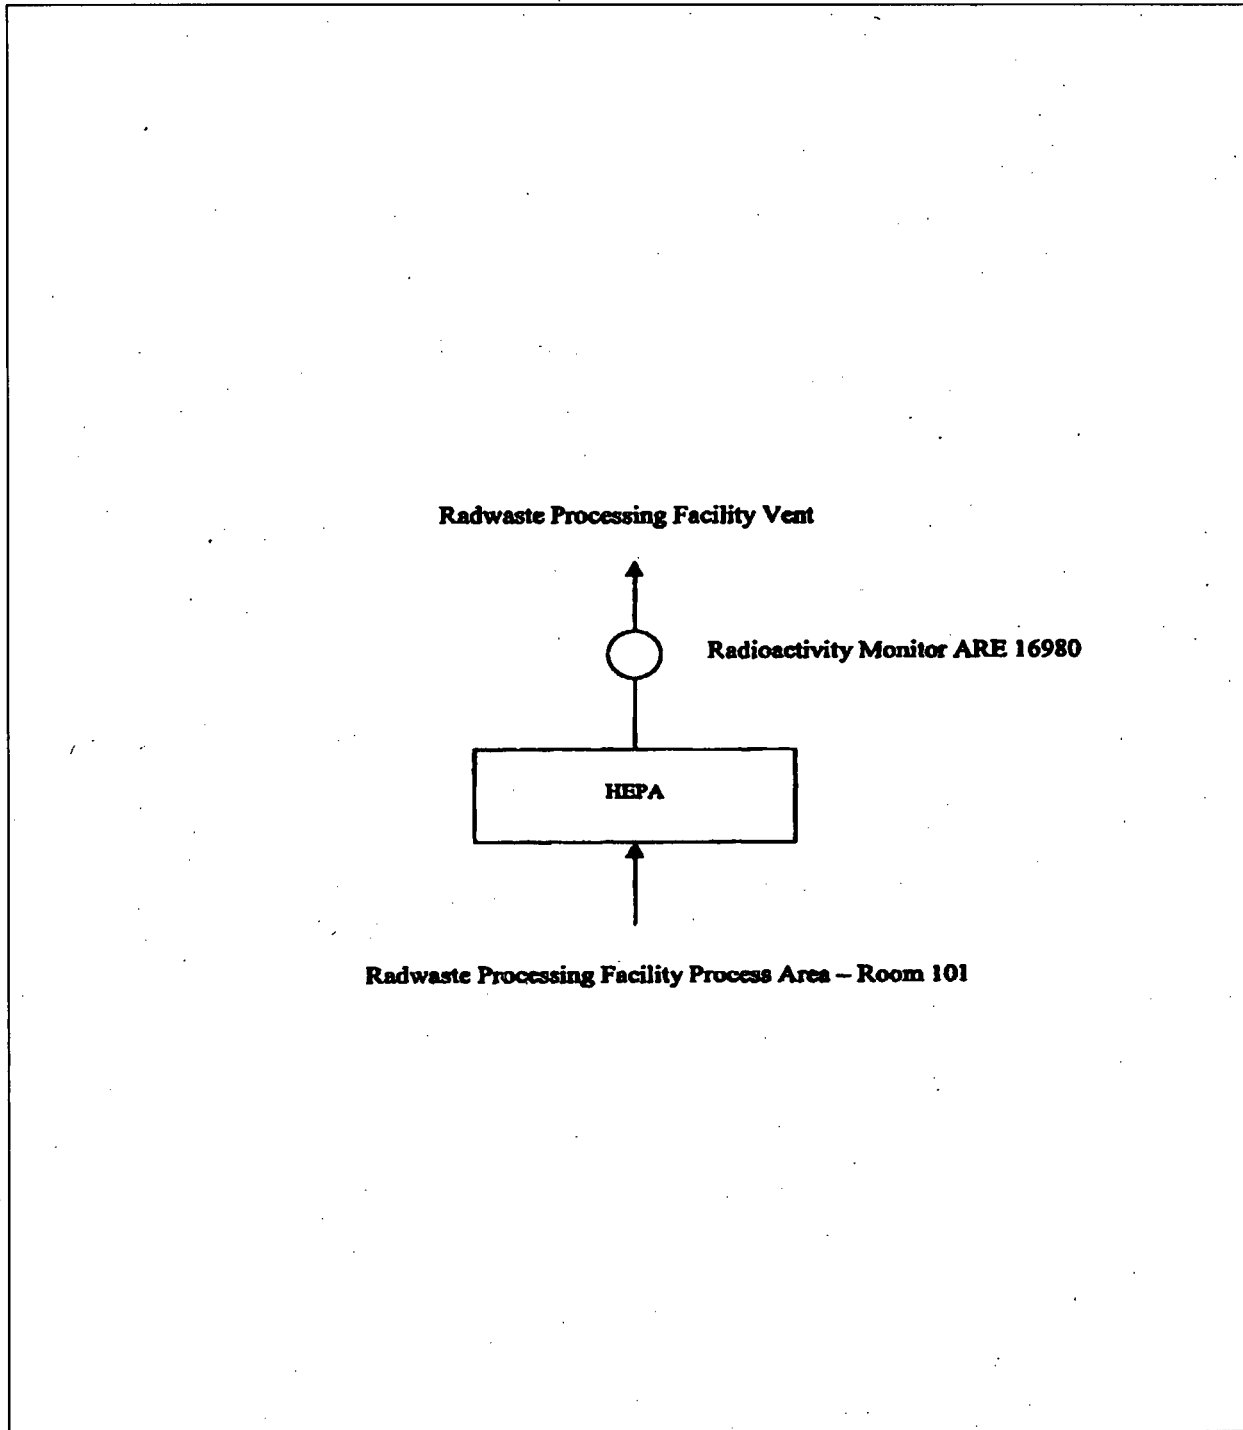 Radwaste Processing Facility Vent
Radioactivity Monitor ARE 16980
HEPA
Radwaste Processing Facility Process Area – Room 101